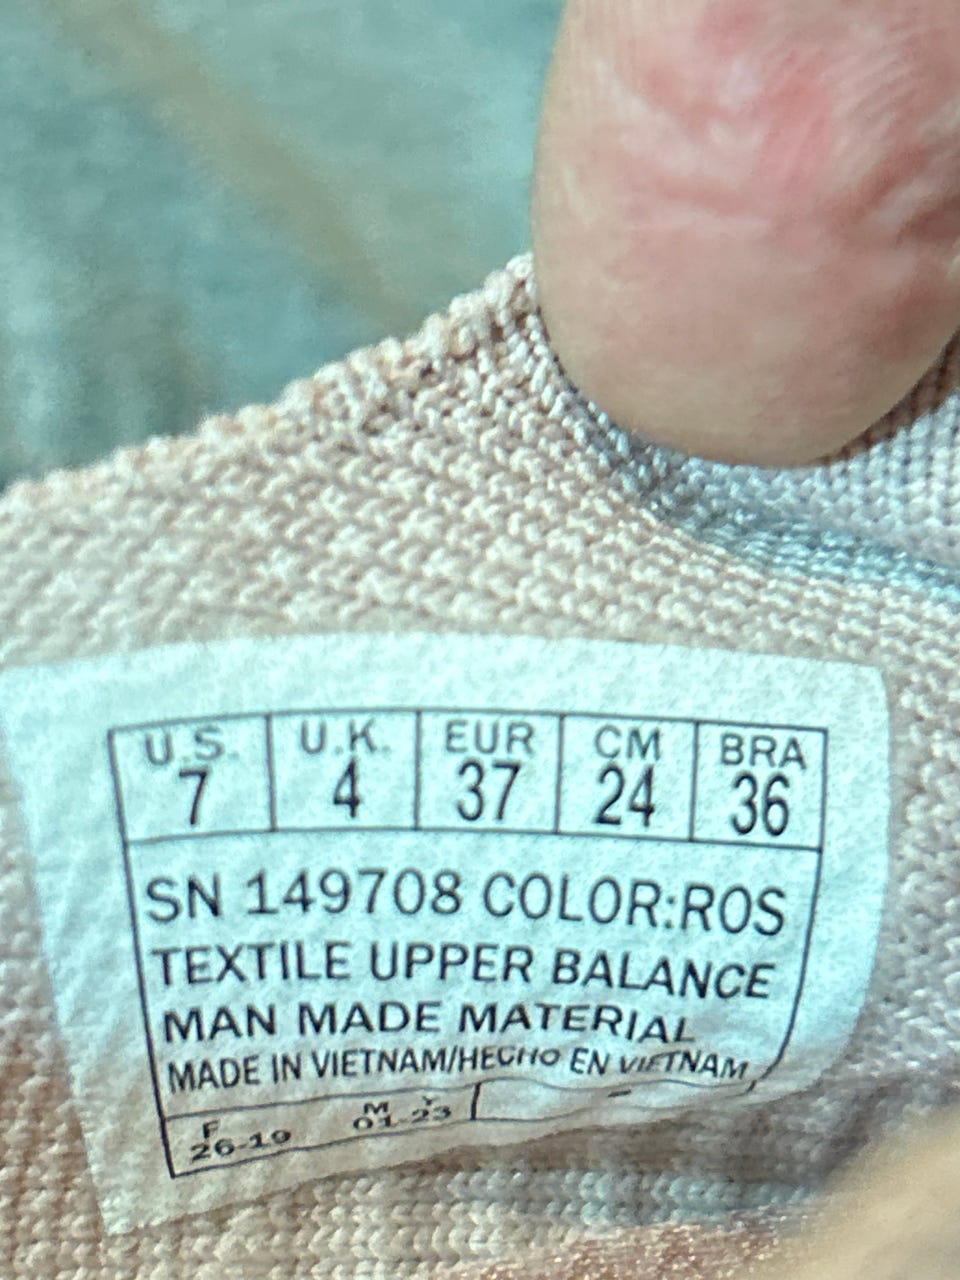 U.S. U.K. EUR CM BRA
7 4 37 24 36
SN 149708 COLOR:ROS
TEXTILE UPPER BALANCE
MAN MADE MATERIAL
MADE IN VIETNAM/HECHO EN VIETNAM
F M Y
26-19 01-23 -